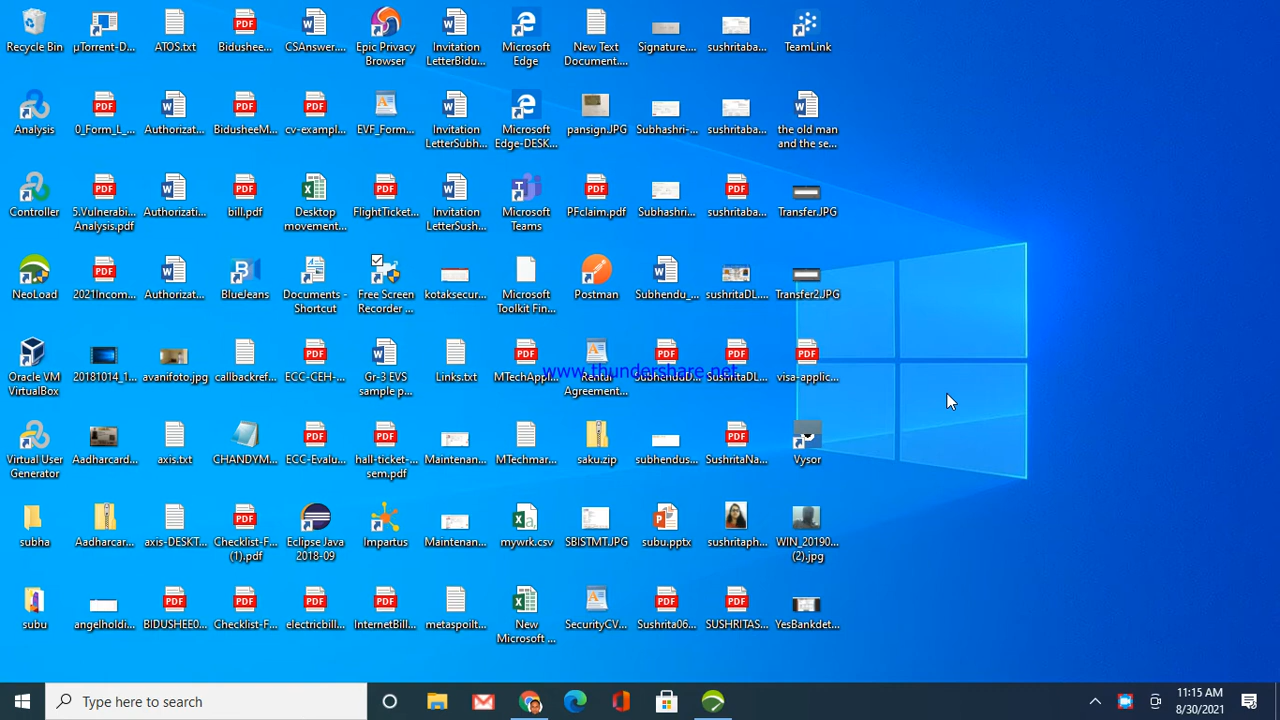 Recycle Bin
µTorrent-D...
ATOS.txt
Bidushee...
CSAnswer....
Epic Privacy
Browser
Invitation
LetterBidu...
Microsoft
Edge
New Text
Document....
Signature....
sushritaba...
TeamLink
Analysis
0_Form_L_...
Authorizat...
BidusheeM...
cv-exampl...
EVF_Form...
Invitation
LetterSubh...
Microsoft
Edge-DESK...
pansign.JPG
Subhashri-...
sushritaba...
the old man
and the se...
Controller
5.Vulnerabi...
Analysis.pdf
Authorizati...
bill.pdf
Desktop
movement...
FlightTicket...
Invitation
LetterSush...
Microsoft
Teams
PFclaim.pdf
Subhashri...
sushritaba...
Transfer.JPG
NeoLoad
2021Incom...
Authorizat...
BlueJeans
Documents -
Shortcut
Free Screen
Recorder ...
kotaksecur...
Microsoft
Toolkit Fin...
Postman
Subhendu_...
sushritaDL....
Transfer2.JPG
Oracle VM
VirtualBox
20181014_1...
avanifoto.jpg
callbackref...
ECC-CEH-...
Gr-3 EVS
sample p...
Links.txt
MTechAppl...
Rental
Agreement...
SubhenduD...
SushritaDL...
visa-applic...
www.thundershare.net
Virtual User
Generator
Aadharcard...
axis.txt
CHANDYM...
ECC-Evalu...
hall-ticket-...
sem.pdf
Maintenan...
MTechmar...
saku.zip
subhendus...
SushritaNa...
Vysor
subha
Aadharcar...
axis-DESKT...
Checklist-F...
(1).pdf
Eclipse Java
2018-09
Impartus
Maintenan...
mywrk.csv
SBISTMT.JPG
subu.pptx
sushritaph...
WIN_20190...
(2).jpg
subu
angelholdi...
BIDUSHEE0...
Checklist-F...
electricbill...
InternetBill...
metaspoilt...
New
Microsoft ...
SecurityCV...
Sushrita06...
SUSHRITAS...
YesBankdet...
Type here to search
11:15 AM
8/30/2021